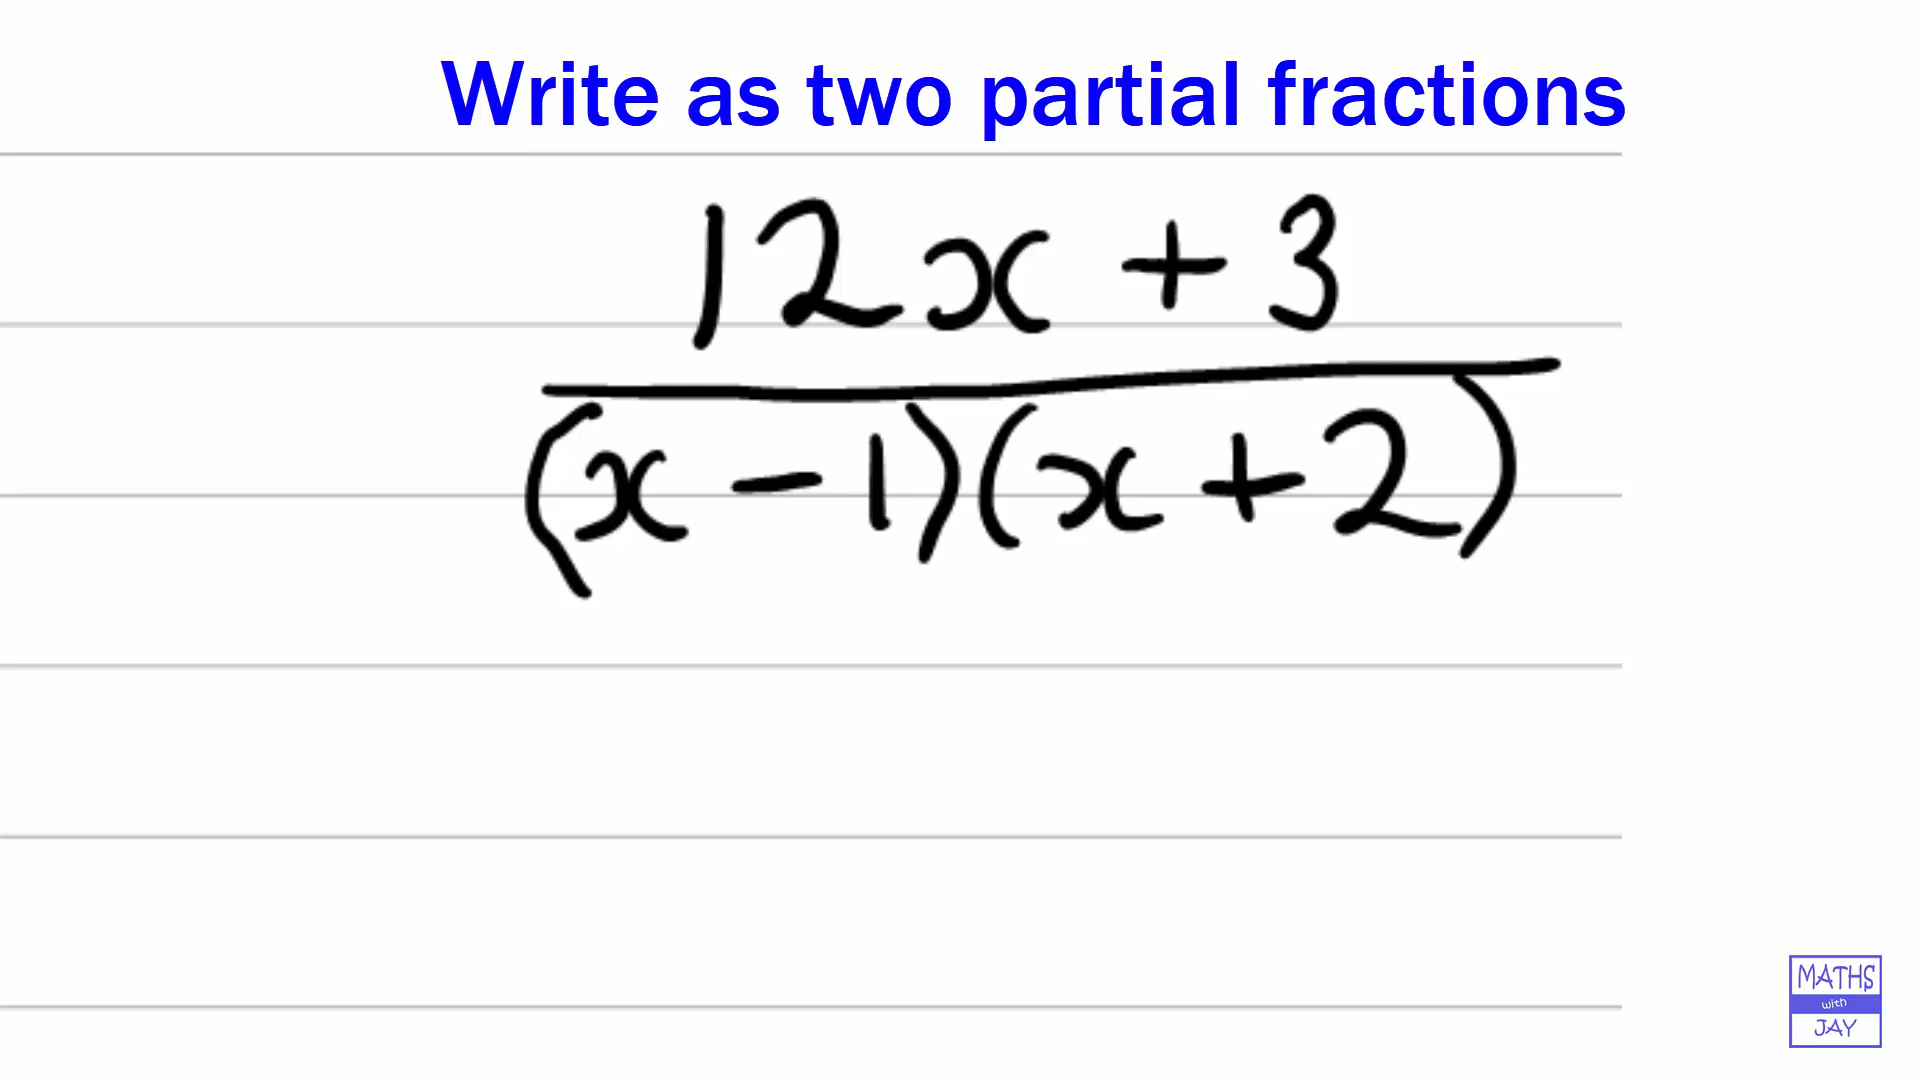 Write as two partial fractions
12x + 3
(x - 1)(x + 2)
MATHS
with
JAY